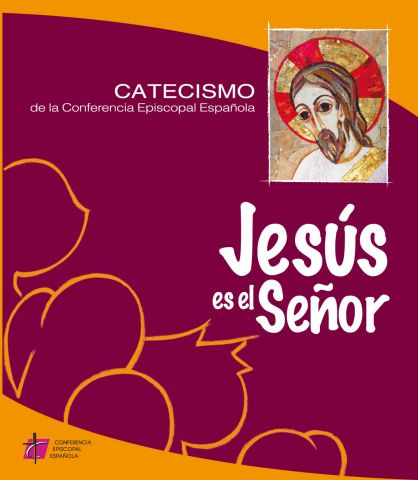 CATECISMO
de la Conferencia Episcopal Española
Jesús
es el Señor
CONFERENCIA
EPISCOPAL
ESPAÑOLA